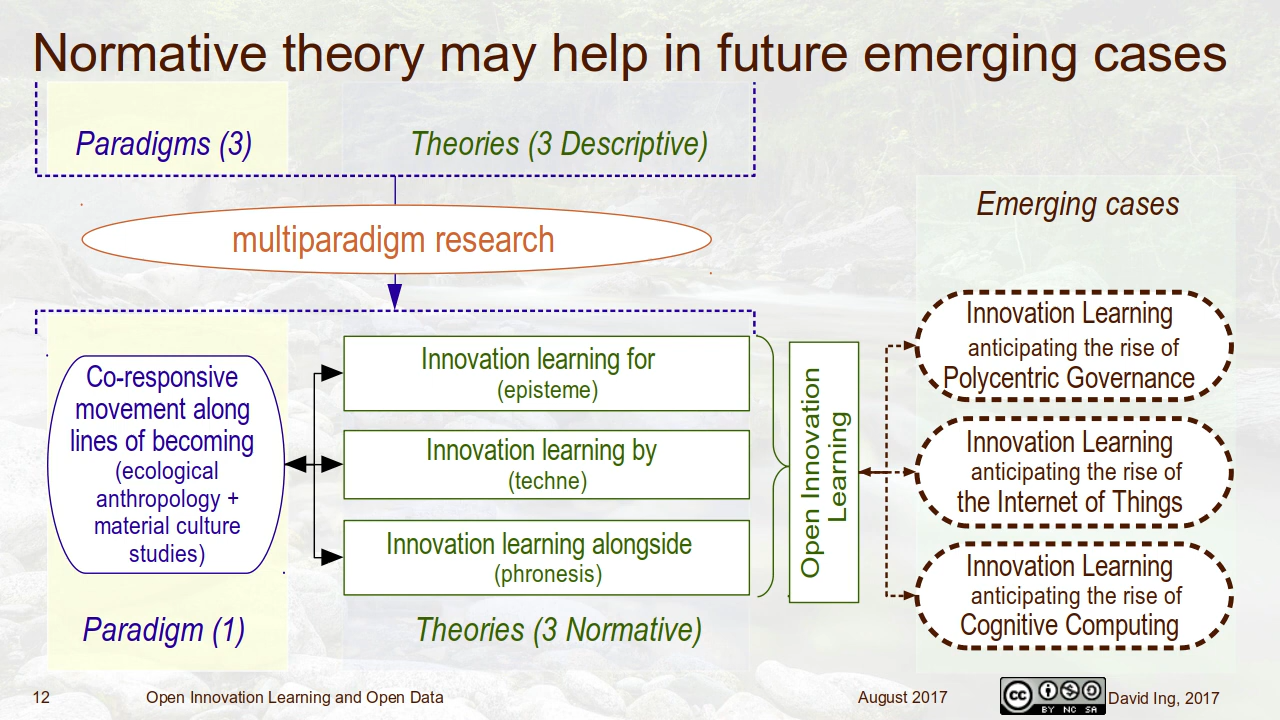 Normative theory may help in future emerging cases
Paradigms (3)
Theories (3 Descriptive)
multiparadigm research
Co-responsive
movement along
lines of becoming
(ecological
anthropology +
material culture
studies)
Paradigm (1)
Innovation learning for
(episteme)
Innovation learning by
(techne)
Innovation learning alongside
(phronesis)
Theories (3 Normative)
Open Innovation
Learning
Emerging cases
Innovation Learning
anticipating the rise of
Polycentric Governance
Innovation Learning
anticipating the rise of
the Internet of Things
Innovation Learning
anticipating the rise of
Cognitive Computing
12
Open Innovation Learning and Open Data
August 2017
cc
BY NC SA
David Ing, 2017